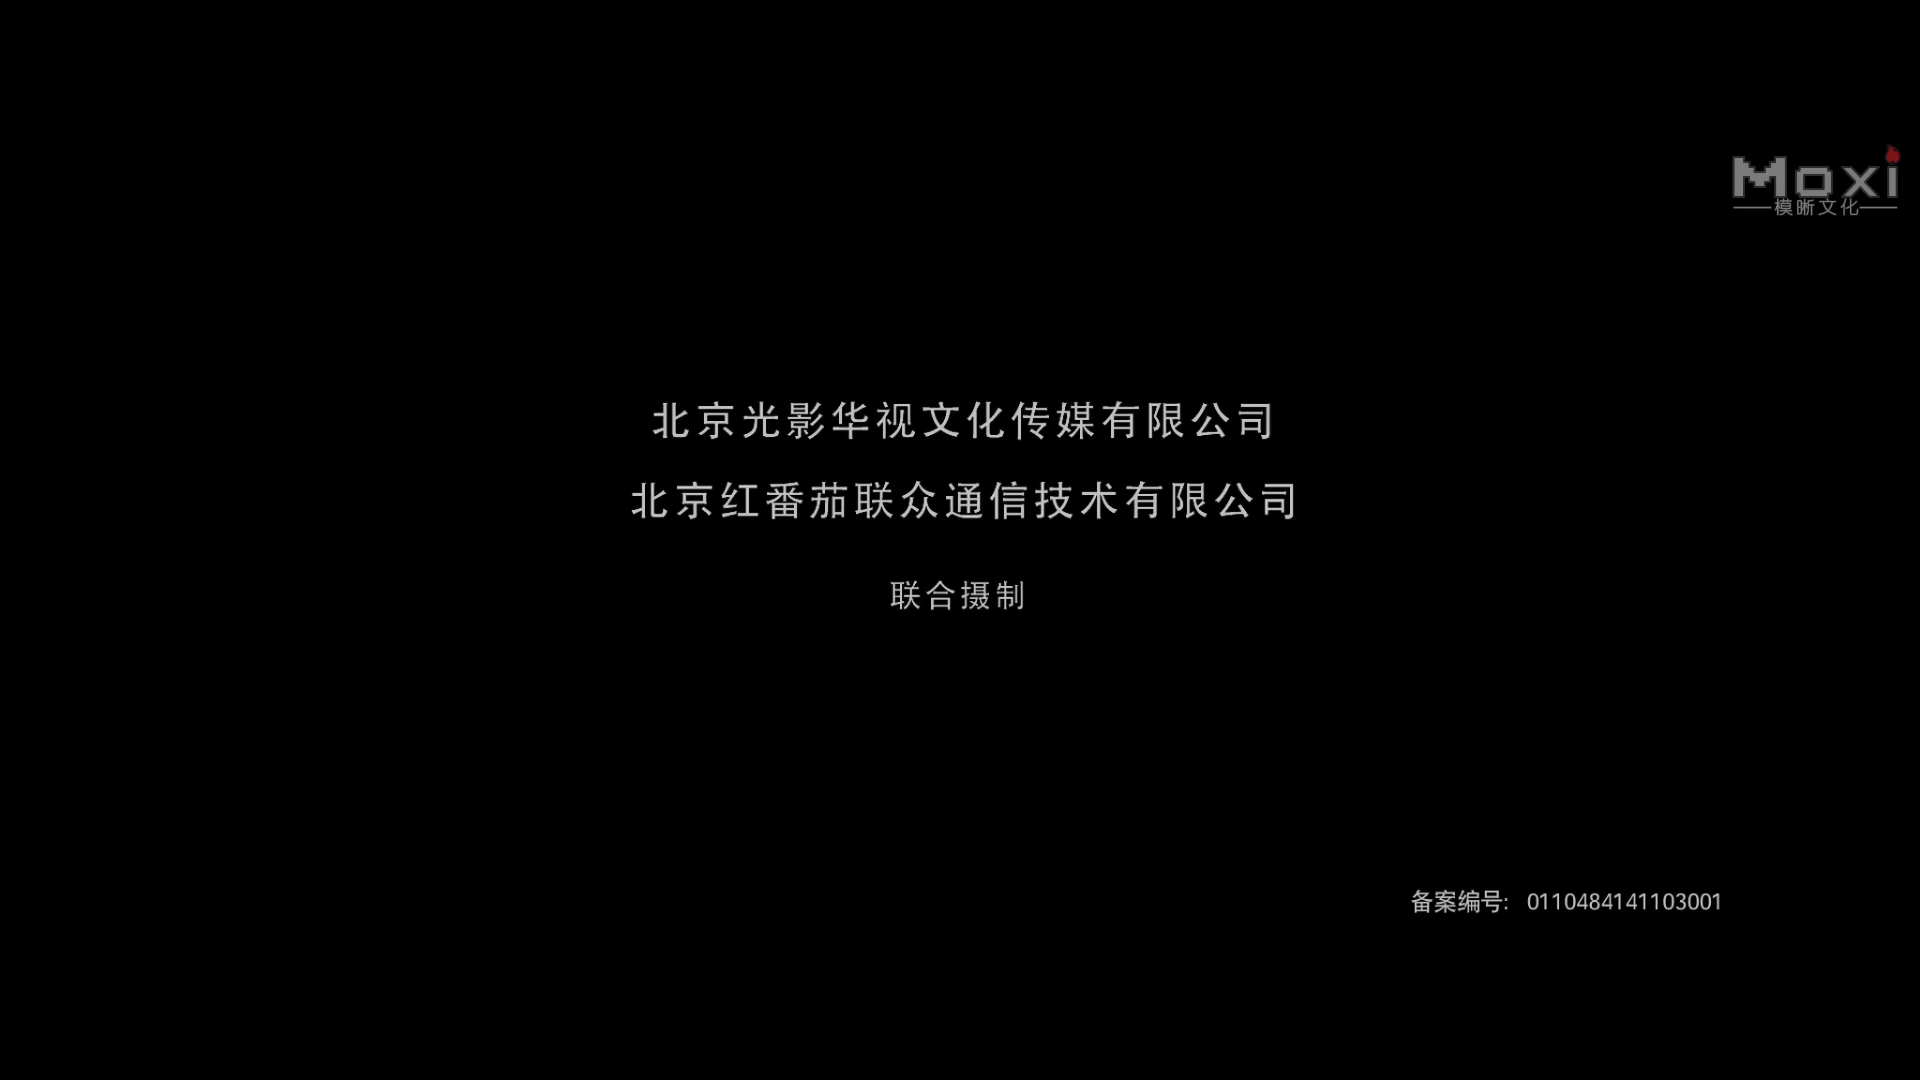 Moxi
模晰文化
北京光影华视文化传媒有限公司
北京红番茄联众通信技术有限公司
联合摄制
备案编号: 0110484141103001